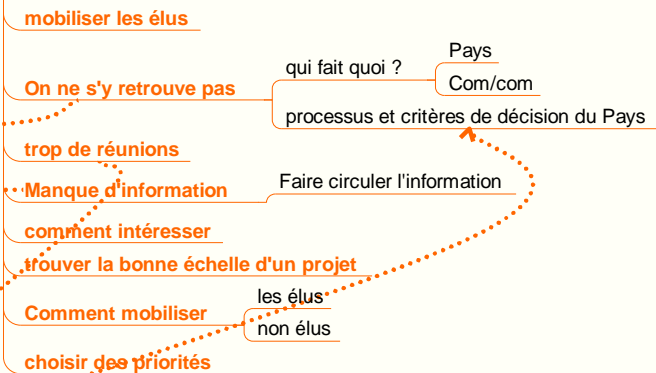 mobiliser les élus
On ne s'y retrouve pas
qui fait quoi ?
Pays
Com/com
processus et critères de décision du Pays
trop de réunions
Manque d'information
Faire circuler l'information
comment intéresser
trouver la bonne échelle d'un projet
Comment mobiliser
les élus
non élus
choisir des priorités